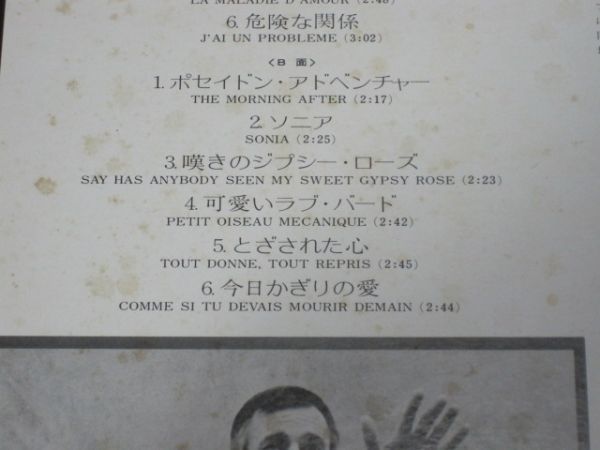 LA MALADIE D'AMOUR (2:48)
6. 危険な関係
J'AI UN PROBLEME (3:02)
〈B 面〉
1. ポセイドン・アドベンチャー
THE MORNING AFTER (2:17)
2. ソニア
SONIA (2:25)
3. 嘆きのジプシー・ローズ
SAY HAS ANYBODY SEEN MY SWEET GYPSY ROSE (2:23)
4. 可愛いラブ・バード
PETIT OISEAU MECANIQUE (2:42)
5. とざされた心
TOUT DONNE, TOUT REPRIS (2:45)
6. 今日かぎりの愛
COMME SI TU DEVAIS MOURIR DEMAIN (2:44)